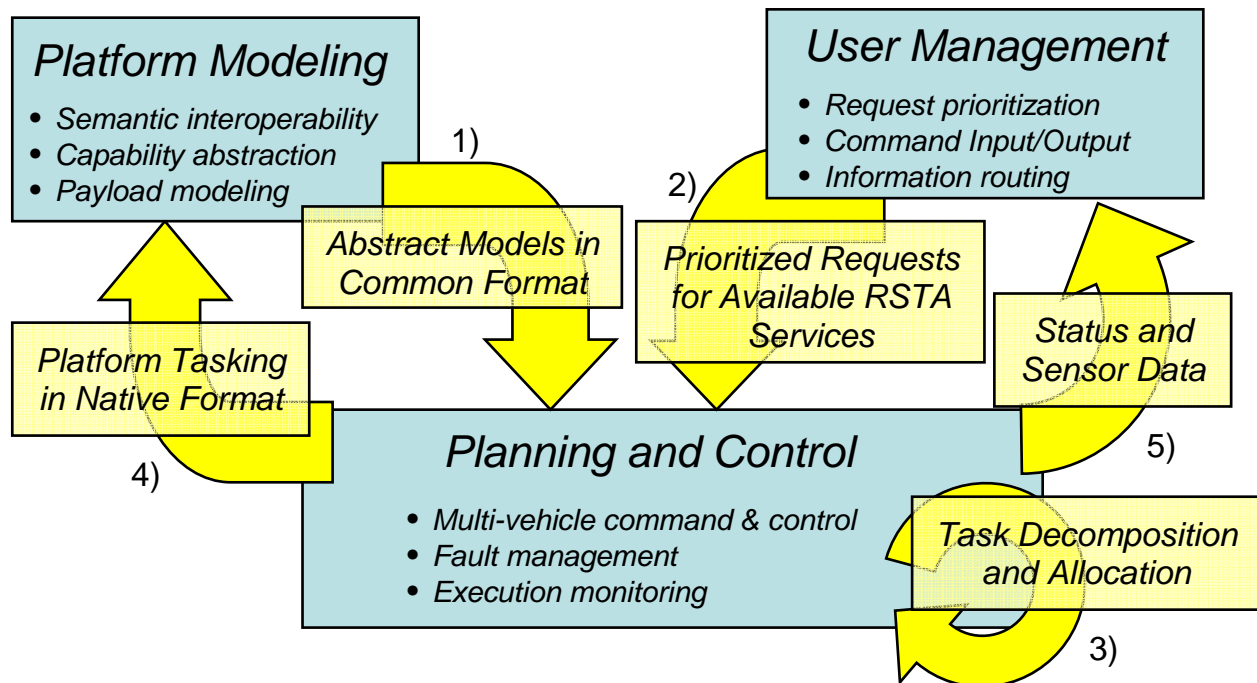 Platform Modeling
• Semantic interoperability
• Capability abstraction
• Payload modeling
User Management
• Request prioritization
• Command Input/Output
• Information routing
1)
Abstract Models in
Common Format
2)
Prioritized Requests
for Available RSTA
Services
Platform Tasking
in Native Format
4)
Status and
Sensor Data
5)
Planning and Control
• Multi-vehicle command & control
• Fault management
• Execution monitoring
Task Decomposition
and Allocation
3)